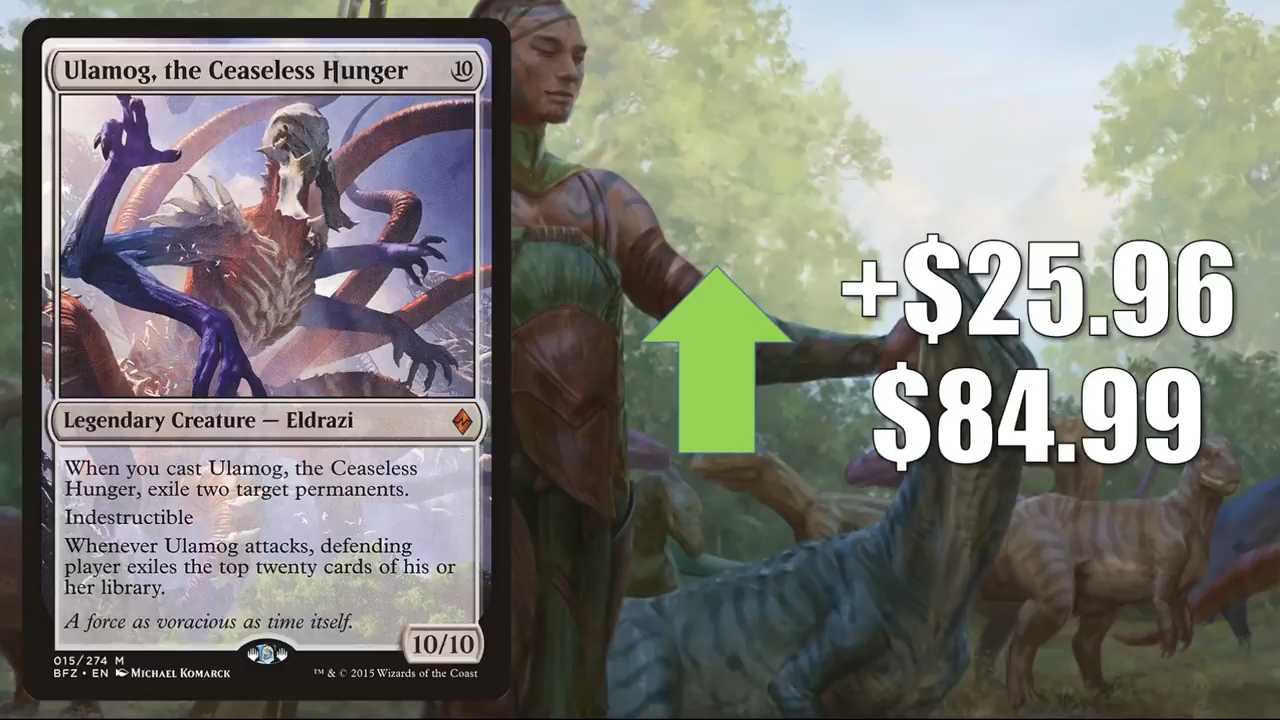 Ulamog, the Ceaseless Hunger 10
Legendary Creature — Eldrazi
When you cast Ulamog, the Ceaseless
Hunger, exile two target permanents.
Indestructible
Whenever Ulamog attacks, defending
player exiles the top twenty cards of his or
her library.
A force as voracious as time itself.
10/10
015/274 M
BFZ • EN Michael Komarck
™ & © 2015 Wizards of the Coast
+$25.96
$84.99